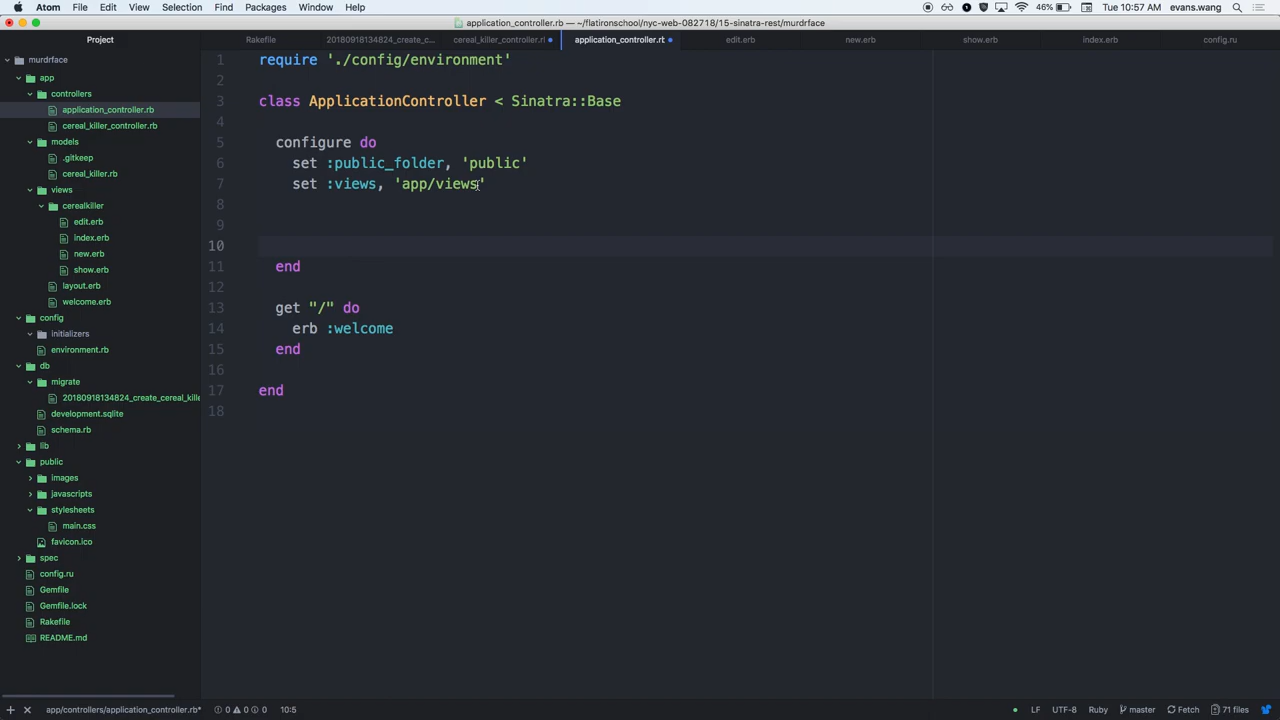 Atom File Edit View Selection Find Packages Window Help 46% Tue 10:57 AM evans.wang
application_controller.rb — ~/flatironschool/nyc-web-082718/15-sinatra-rest/murdrface
Project Rakefile 20180918134824_create_c... cereal_killer_controller.rl application_controller.rb edit.erb new.erb show.erb index.erb config.ru
murdrface
app
controllers
application_controller.rb
cereal_killer_controller.rb
models
.gitkeep
cereal_killer.rb
views
cerealkiller
edit.erb
index.erb
new.erb
show.erb
layout.erb
welcome.erb
config
initializers
environment.rb
db
migrate
20180918134824_create_cereal_kille
development.sqlite
schema.rb
lib
public
images
javascripts
stylesheets
main.css
favicon.ico
spec
config.ru
Gemfile
Gemfile.lock
Rakefile
README.md
1 require './config/environment'
2
3 class ApplicationController < Sinatra::Base
4
5 configure do
6 set :public_folder, 'public'
7 set :views, 'app/views'
8
9
10
11 end
12
13 get "/" do
14 erb :welcome
15 end
16
17 end
18
app/controllers/application_controller.rb* 0 0 0 10:5 LF UTF-8 Ruby master Fetch 71 files